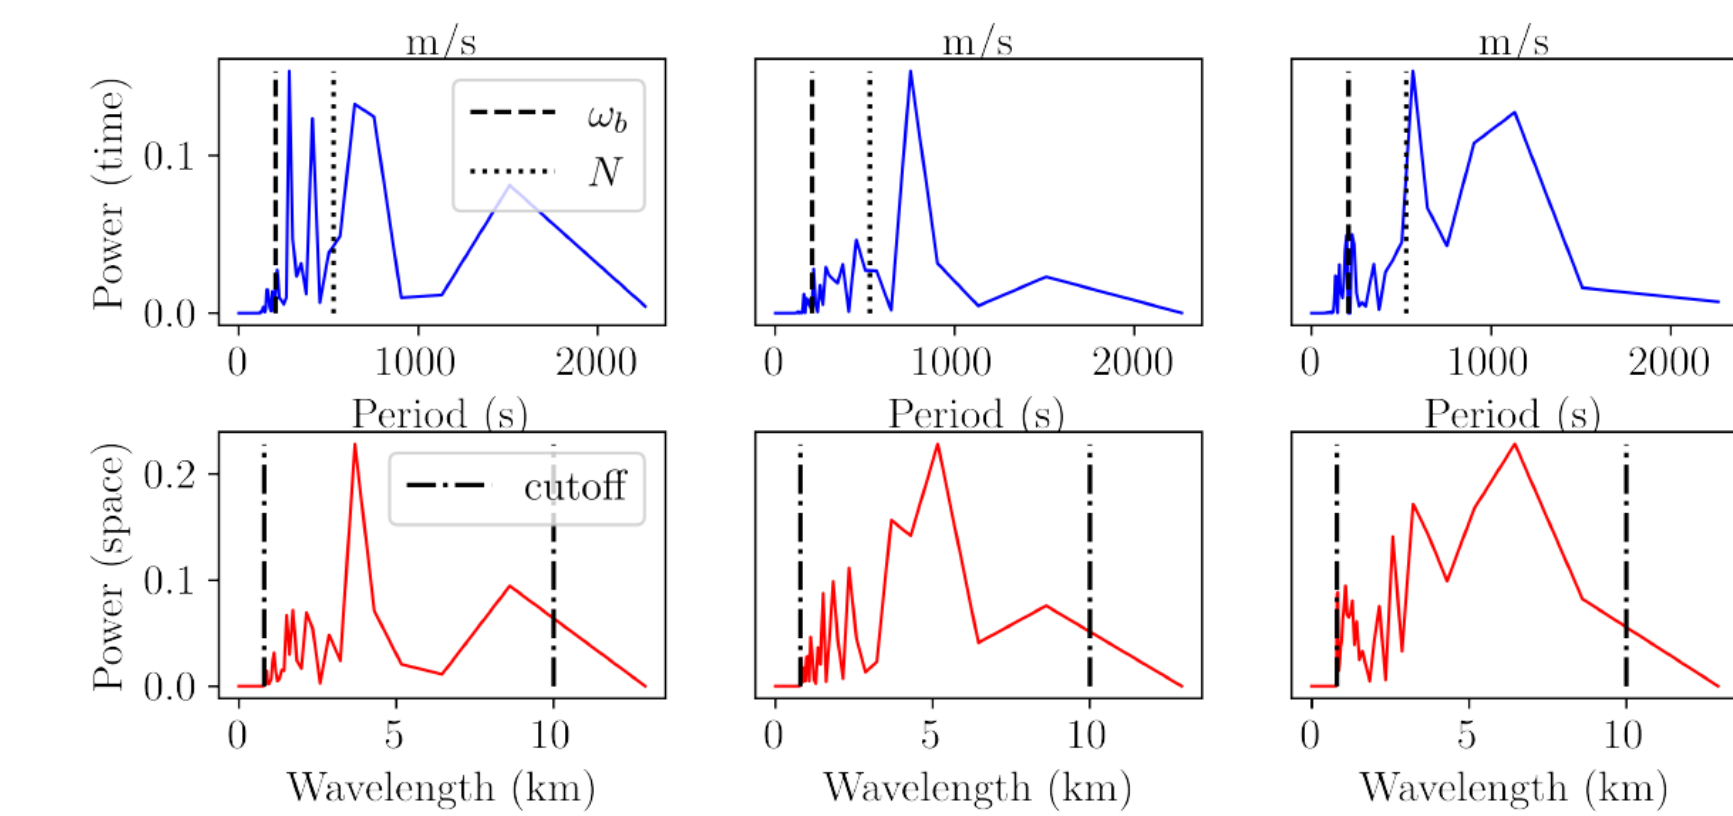 m/s m/s m/s
Power (time)
0.1
0.0
ω_b
N
0 1000 2000 0 1000 2000 0 1000 2000
Period (s) Period (s) Period (s)
Power (space)
0.2
0.1
0.0
cutoff
0 5 10 0 5 10 0 5 10
Wavelength (km) Wavelength (km) Wavelength (km)